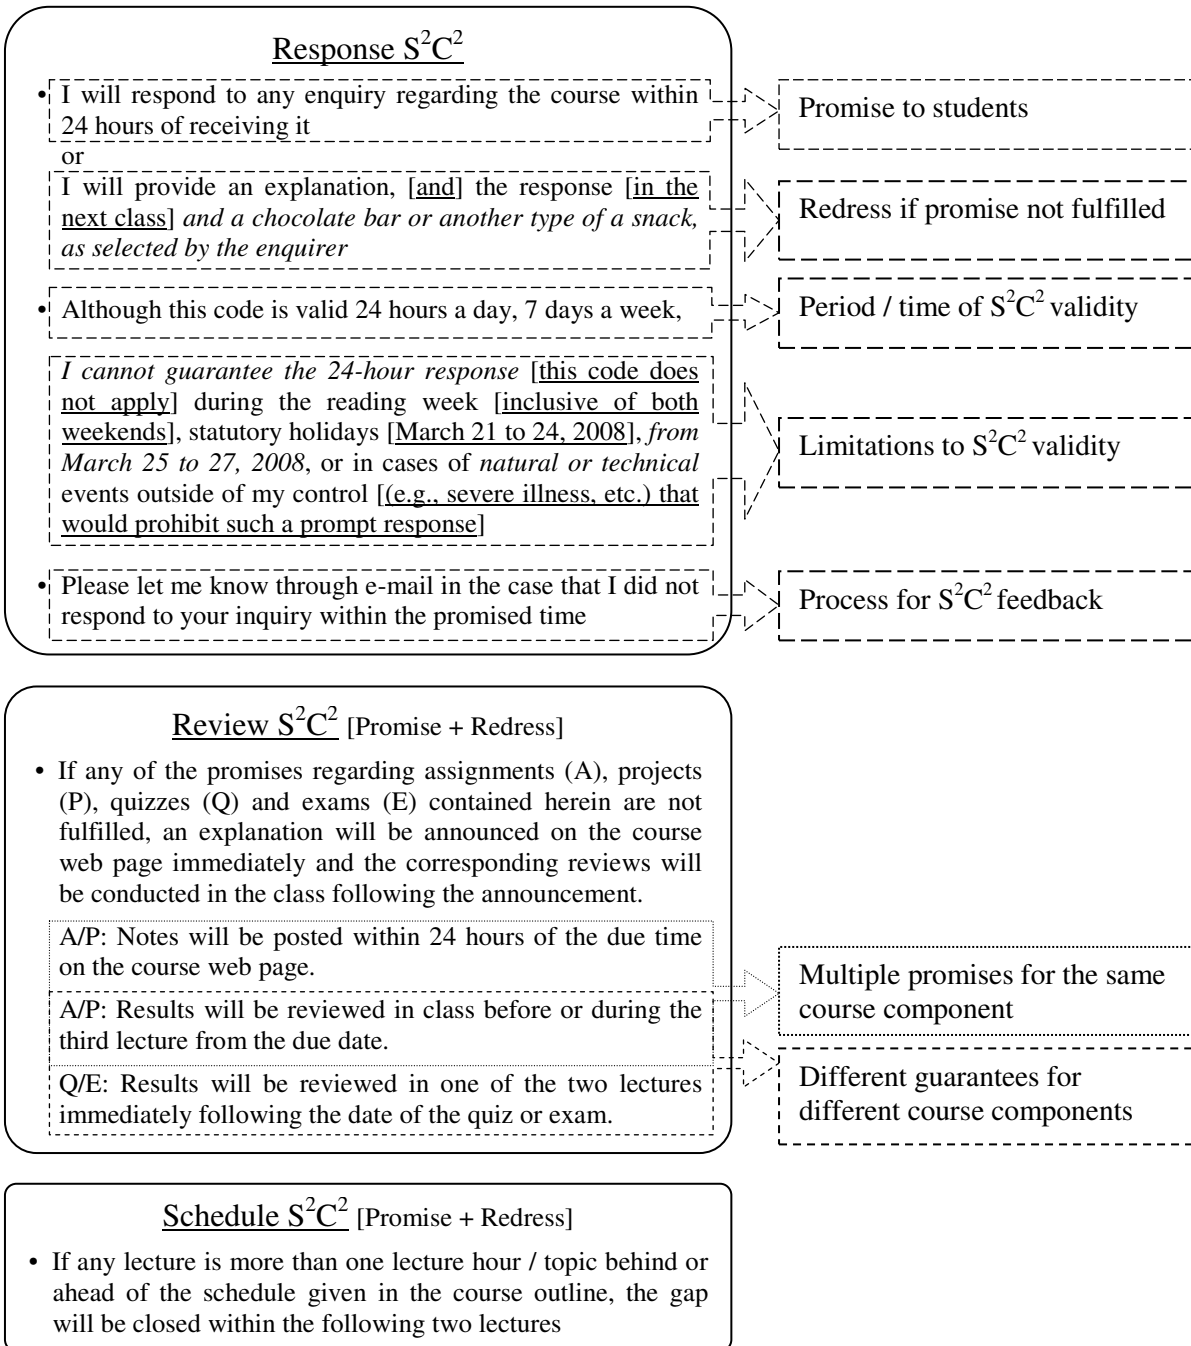 Response S²C²
• I will respond to any enquiry regarding the course within
24 hours of receiving it
or
I will provide an explanation, [and] the response [in the
next class] and a chocolate bar or another type of a snack,
as selected by the enquirer
• Although this code is valid 24 hours a day, 7 days a week,
I cannot guarantee the 24-hour response [this code does
not apply] during the reading week [inclusive of both
weekends], statutory holidays [March 21 to 24, 2008], from
March 25 to 27, 2008, or in cases of natural or technical
events outside of my control [(e.g., severe illness, etc.) that
would prohibit such a prompt response]
• Please let me know through e-mail in the case that I did not
respond to your inquiry within the promised time
Promise to students
Redress if promise not fulfilled
Period / time of S²C² validity
Limitations to S²C² validity
Process for S²C² feedback
Review S²C² [Promise + Redress]
• If any of the promises regarding assignments (A), projects
(P), quizzes (Q) and exams (E) contained herein are not
fulfilled, an explanation will be announced on the course
web page immediately and the corresponding reviews will
be conducted in the class following the announcement.
A/P: Notes will be posted within 24 hours of the due time
on the course web page.
A/P: Results will be reviewed in class before or during the
third lecture from the due date.
Q/E: Results will be reviewed in one of the two lectures
immediately following the date of the quiz or exam.
Multiple promises for the same
course component
Different guarantees for
different course components
Schedule S²C² [Promise + Redress]
• If any lecture is more than one lecture hour / topic behind or
ahead of the schedule given in the course outline, the gap
will be closed within the following two lectures